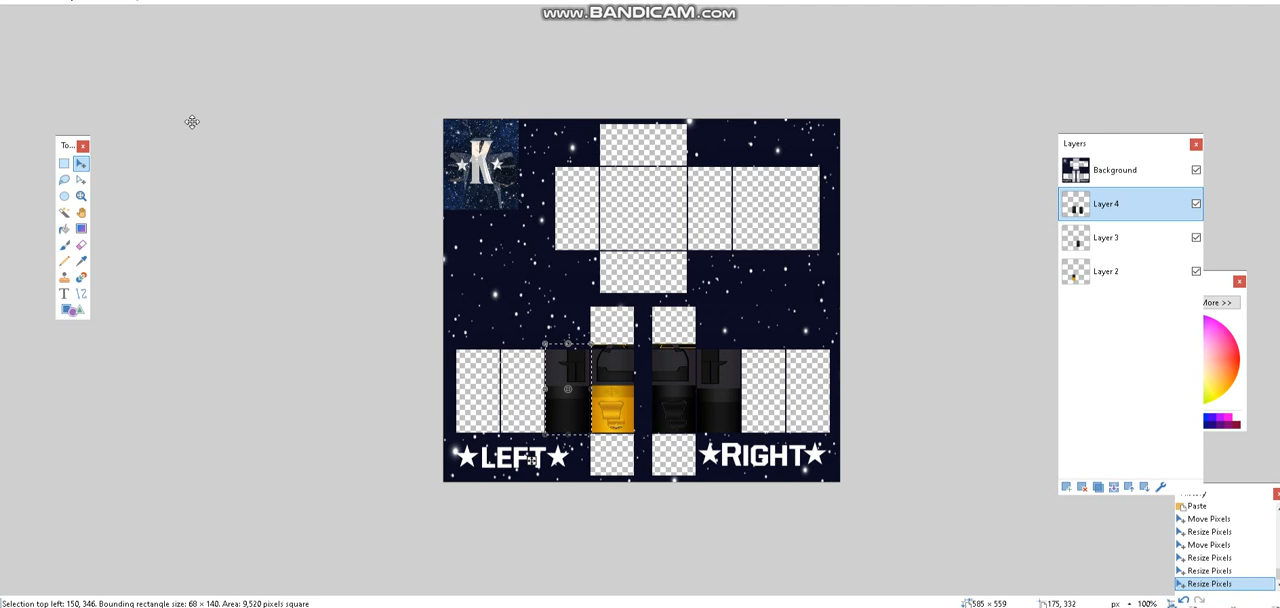 www.BANDICAM.com
To...
Layers
Background
Layer 4
Layer 3
Layer 2
K
More >>
★LEFT★
★RIGHT★
Paste
Move Pixels
Resize Pixels
Move Pixels
Resize Pixels
Resize Pixels
Resize Pixels
Selection top left: 150, 346. Bounding rectangle size: 68 × 140. Area: 9,520 pixels square
585 × 559
175, 332
px
100%